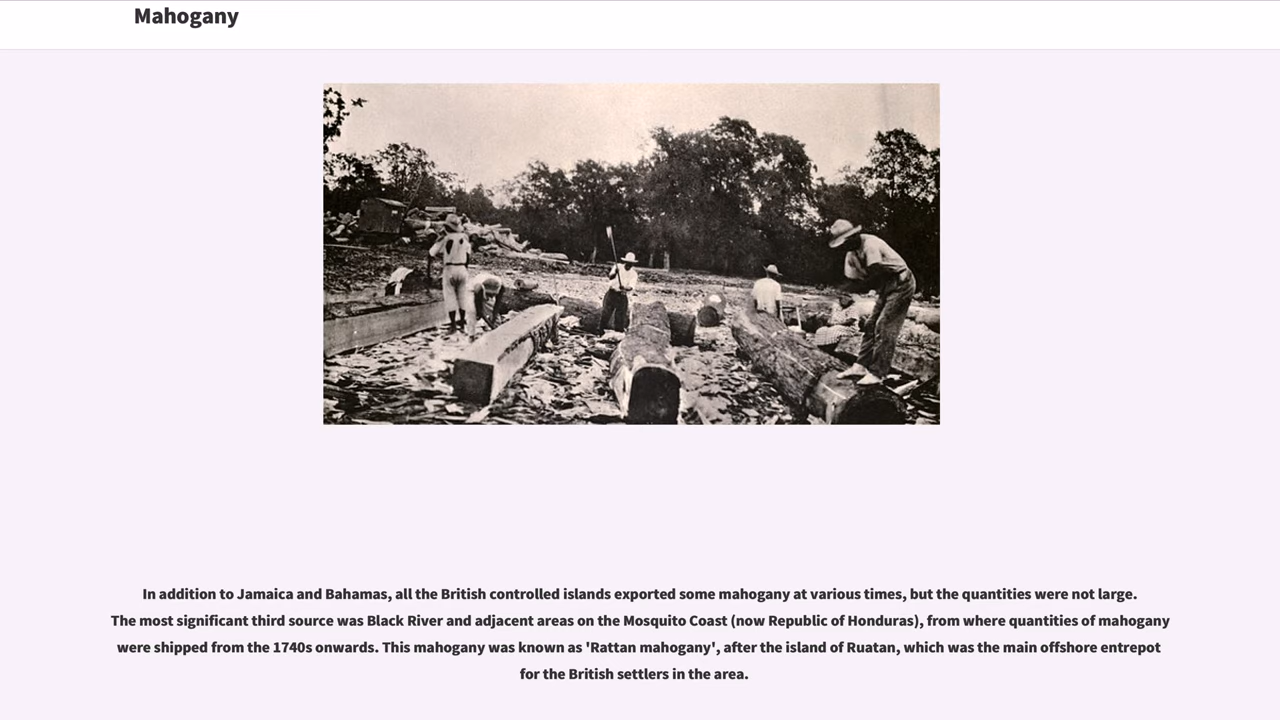 Mahogany
In addition to Jamaica and Bahamas, all the British controlled islands exported some mahogany at various times, but the quantities were not large.
The most significant third source was Black River and adjacent areas on the Mosquito Coast (now Republic of Honduras), from where quantities of mahogany
were shipped from the 1740s onwards. This mahogany was known as 'Rattan mahogany', after the island of Ruatan, which was the main offshore entrepot
for the British settlers in the area.